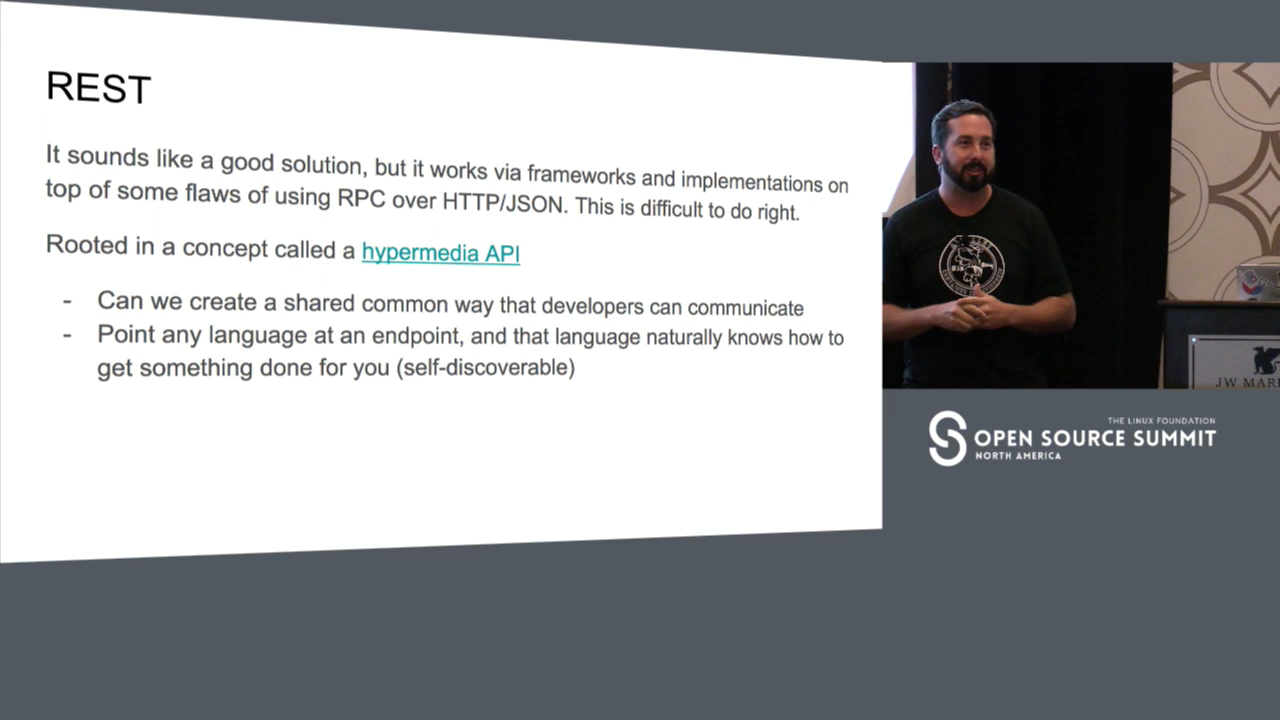 REST
It sounds like a good solution, but it works via frameworks and implementations on
top of some flaws of using RPC over HTTP/JSON. This is difficult to do right.
Rooted in a concept called a hypermedia API
- Can we create a shared common way that developers can communicate
- Point any language at an endpoint, and that language naturally knows how to
get something done for you (self-discoverable)
JW MAR
THE LINUX FOUNDATION
OPEN SOURCE SUMMIT
NORTH AMERICA